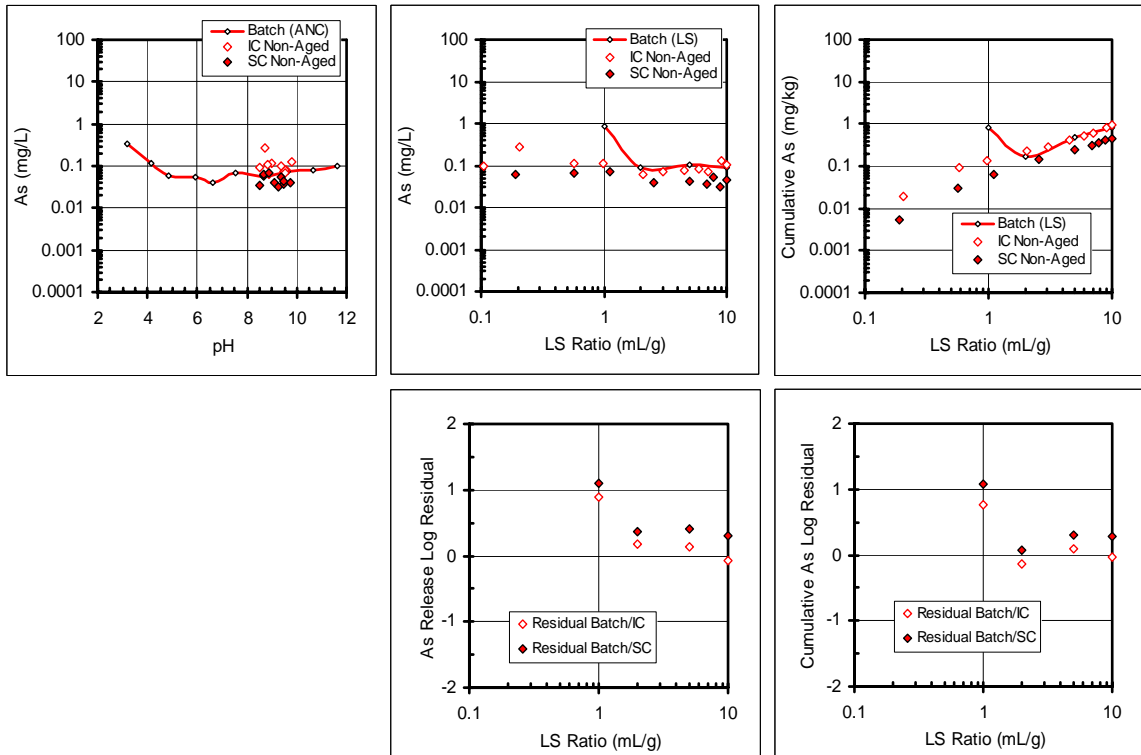 Batch (ANC)
IC Non-Aged
SC Non-Aged
As (mg/L)
100
10
1
0.1
0.01
0.001
0.0001
2 4 6 8 10 12
pH
Batch (LS)
IC Non-Aged
SC Non-Aged
As (mg/L)
100
10
1
0.1
0.01
0.001
0.0001
0.1 1 10
LS Ratio (mL/g)
Cumulative As (mg/kg)
100
10
1
0.1
0.01
0.001
0.0001
Batch (LS)
IC Non-Aged
SC Non-Aged
0.1 1 10
LS Ratio (mL/g)
As Release Log Residual
2
1
0
-1
-2
Residual Batch/IC
Residual Batch/SC
0.1 1 10
LS Ratio (mL/g)
Cumulative As Log Residual
2
1
0
-1
-2
Residual Batch/IC
Residual Batch/SC
0.1 1 10
LS Ratio (mL/g)